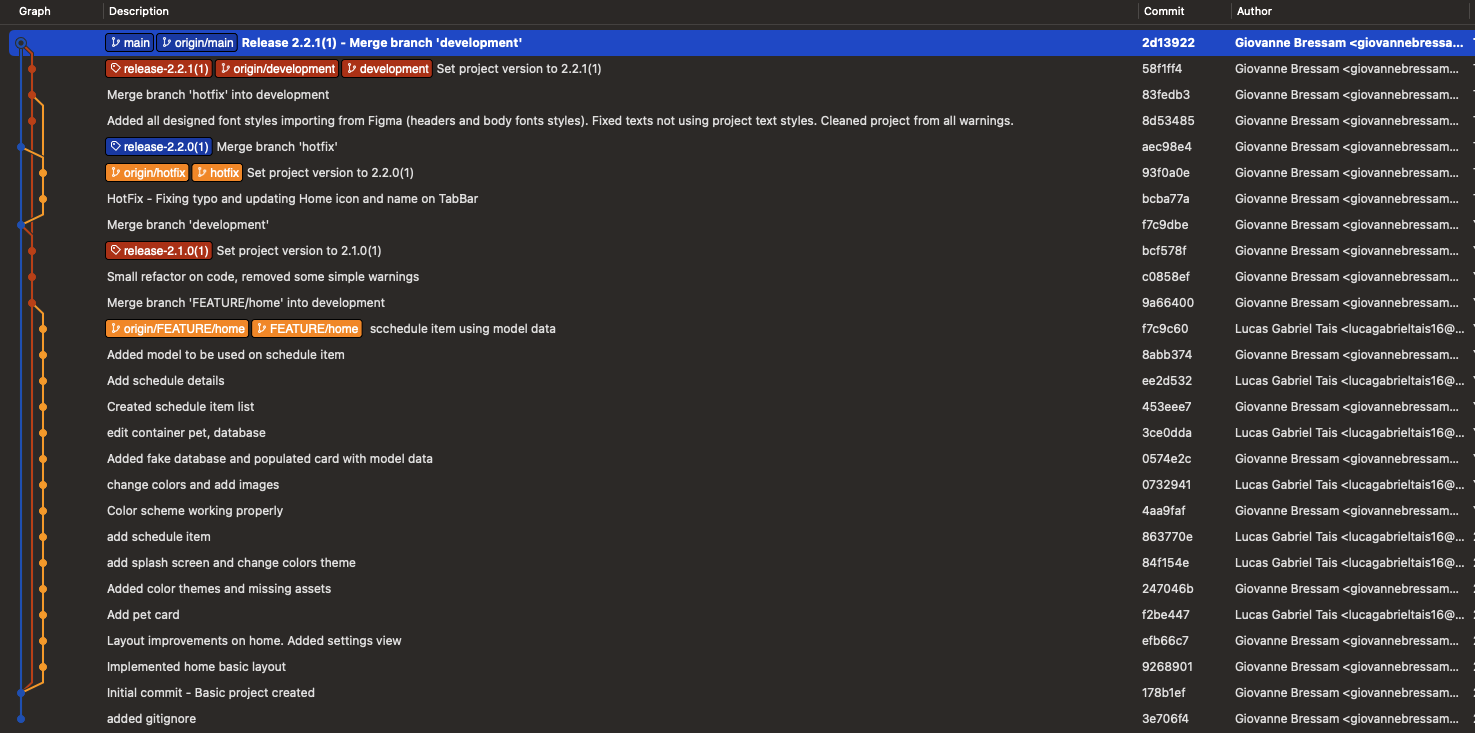 Graph Description Commit Author
main origin/main Release 2.2.1(1) - Merge branch 'development' 2d13922 Giovanne Bressam <giovannebressa...
release-2.2.1(1) origin/development development Set project version to 2.2.1(1) 58f1ff4 Giovanne Bressam <giovannebressam...
Merge branch 'hotfix' into development 83fedb3 Giovanne Bressam <giovannebressam...
Added all designed font styles importing from Figma (headers and body fonts styles). Fixed texts not using project text styles. Cleaned project from all warnings. 8d53485 Giovanne Bressam <giovannebressam...
release-2.2.0(1) Merge branch 'hotfix' aec98e4 Giovanne Bressam <giovannebressam...
origin/hotfix hotfix Set project version to 2.2.0(1) 93f0a0e Giovanne Bressam <giovannebressam...
HotFix - Fixing typo and updating Home icon and name on TabBar bcba77a Giovanne Bressam <giovannebressam...
Merge branch 'development' f7c9dbe Giovanne Bressam <giovannebressam...
release-2.1.0(1) Set project version to 2.1.0(1) bcf578f Giovanne Bressam <giovannebressam...
Small refactor on code, removed some simple warnings c0858ef Giovanne Bressam <giovannebressam...
Merge branch 'FEATURE/home' into development 9a66400 Giovanne Bressam <giovannebressam...
origin/FEATURE/home FEATURE/home scchedule item using model data f7c9c60 Lucas Gabriel Tais <lucagabrieltais16@...
Added model to be used on schedule item 8abb374 Giovanne Bressam <giovannebressam...
Add schedule details ee2d532 Lucas Gabriel Tais <lucagabrieltais16@...
Created schedule item list 453eee7 Giovanne Bressam <giovannebressam...
edit container pet, database 3ce0dda Lucas Gabriel Tais <lucagabrieltais16@...
Added fake database and populated card with model data 0574e2c Giovanne Bressam <giovannebressam...
change colors and add images 0732941 Lucas Gabriel Tais <lucagabrieltais16@...
Color scheme working properly 4aa9faf Giovanne Bressam <giovannebressam...
add schedule item 863770e Lucas Gabriel Tais <lucagabrieltais16@...
add splash screen and change colors theme 84f154e Lucas Gabriel Tais <lucagabrieltais16@...
Added color themes and missing assets 247046b Giovanne Bressam <giovannebressam...
Add pet card f2be447 Lucas Gabriel Tais <lucagabrieltais16@...
Layout improvements on home. Added settings view efb66c7 Giovanne Bressam <giovannebressam...
Implemented home basic layout 9268901 Giovanne Bressam <giovannebressam...
Initial commit - Basic project created 178b1ef Giovanne Bressam <giovannebressam...
added gitignore 3e706f4 Giovanne Bressam <giovannebressam...